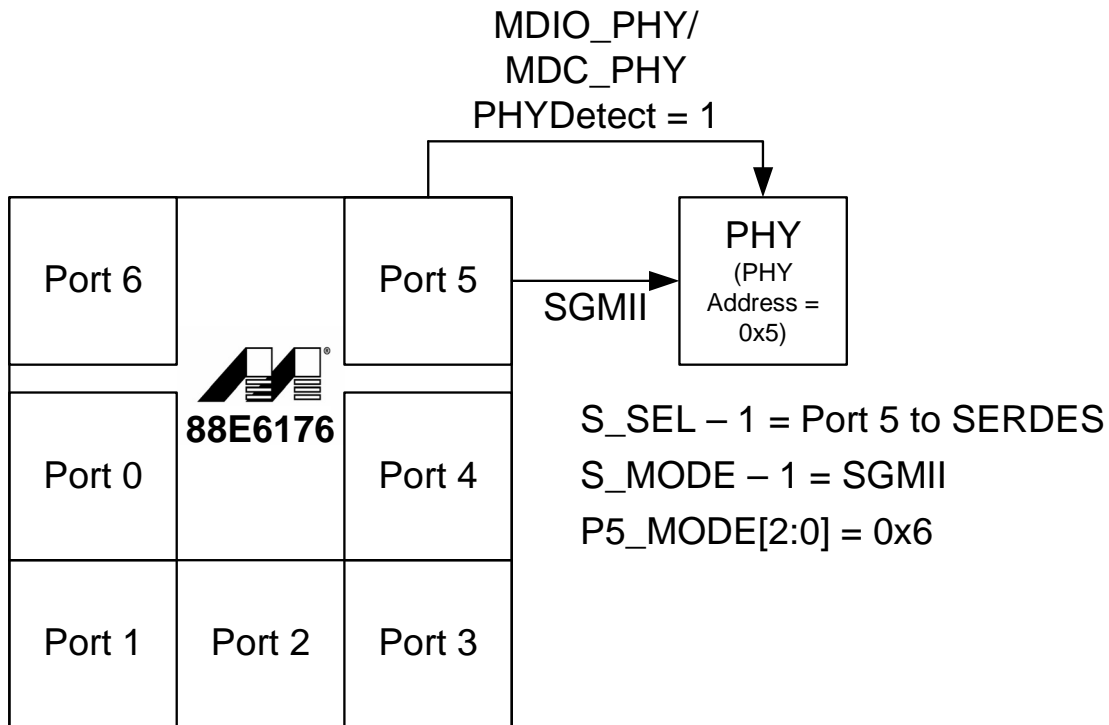 MDIO_PHY/
MDC_PHY
PHYDetect = 1
Port 6
Port 5
SGMII
PHY
(PHY
Address =
0x5)
®
88E6176
Port 0
Port 4
S_SEL – 1 = Port 5 to SERDES
S_MODE – 1 = SGMII
P5_MODE[2:0] = 0x6
Port 1
Port 2
Port 3